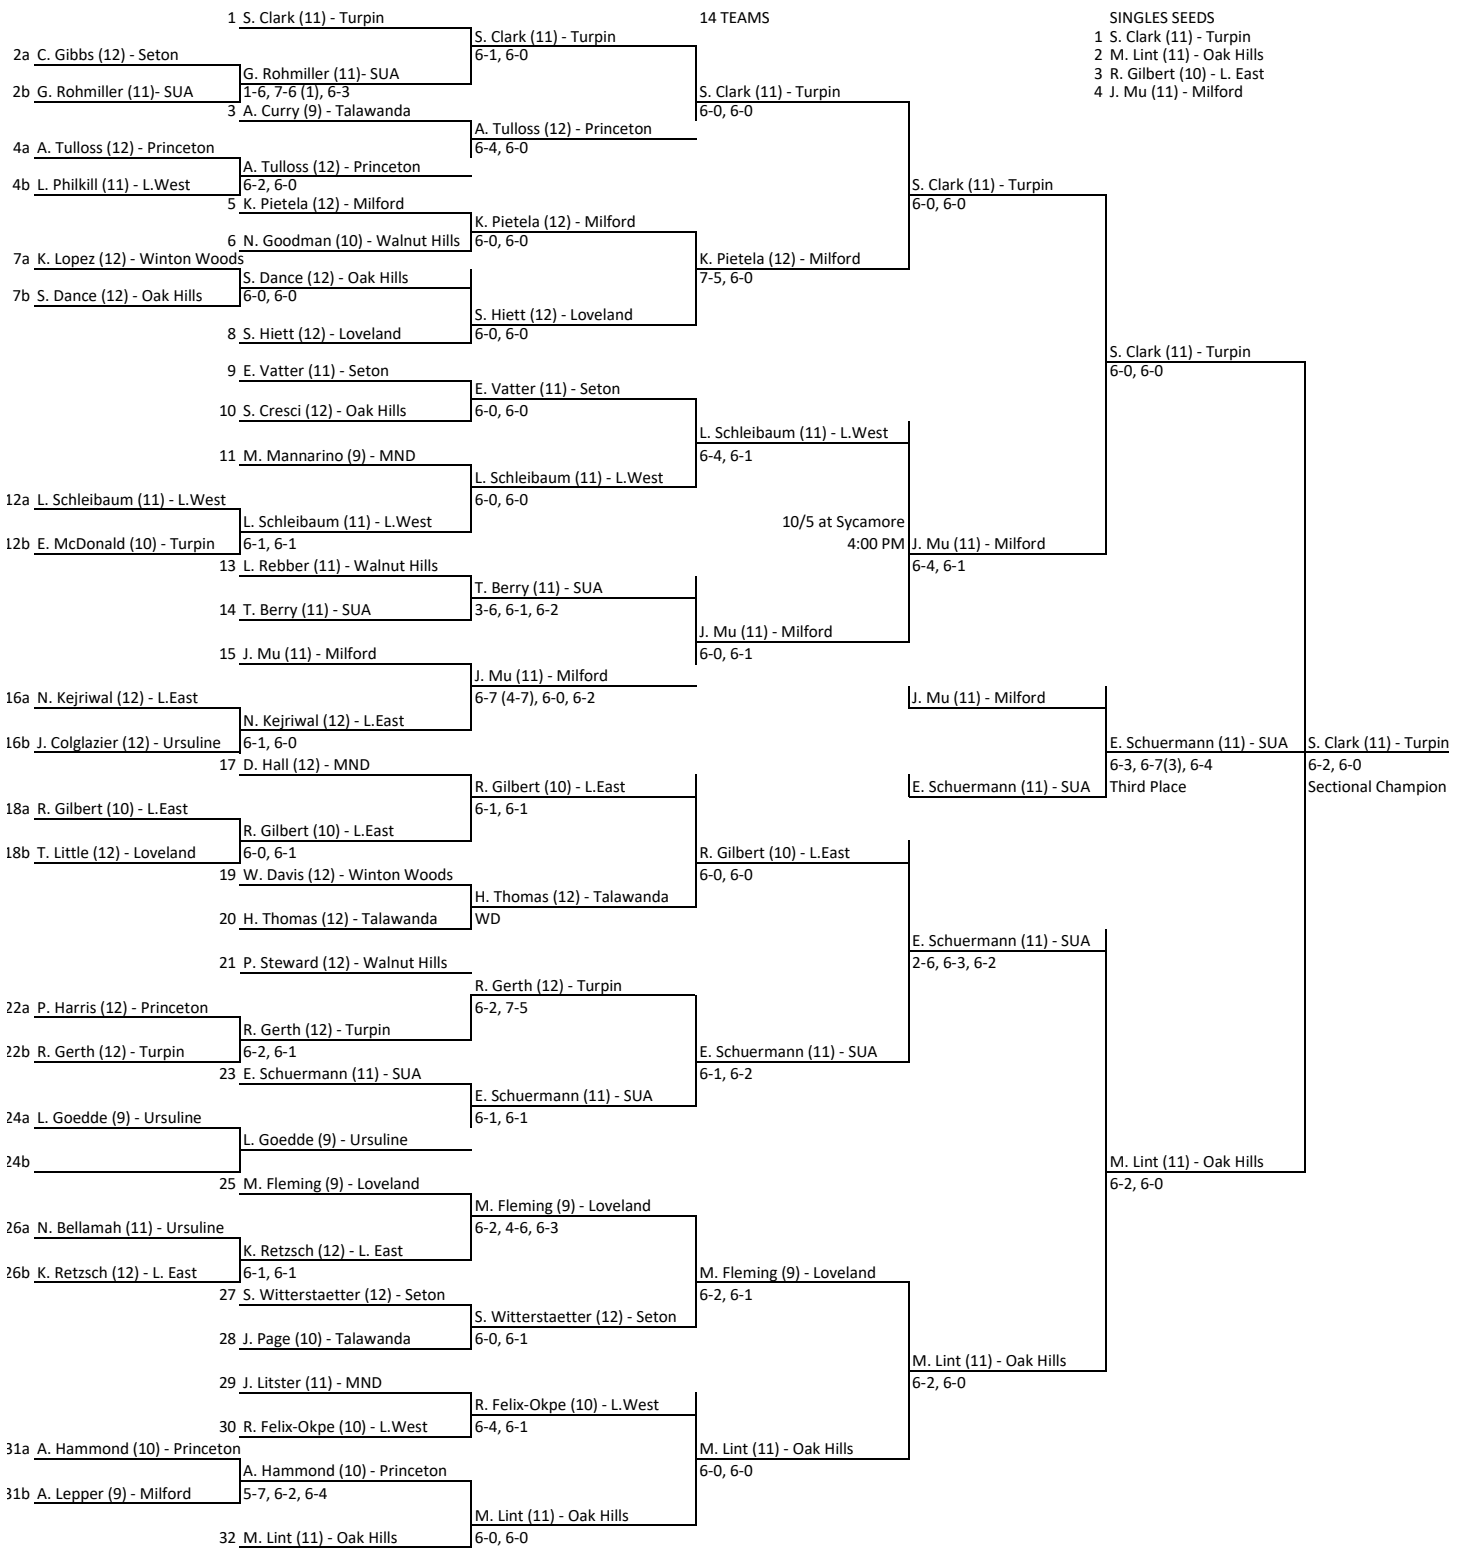 1 S. Clark (11) - Turpin 14 TEAMS SINGLES SEEDS
S. Clark (11) - Turpin 1 S. Clark (11) - Turpin
2a C. Gibbs (12) - Seton 6-1, 6-0 2 M. Lint (11) - Oak Hills
G. Rohmiller (11)- SUA 3 R. Gilbert (10) - L. East
2b G. Rohmiller (11)- SUA 1-6, 7-6 (1), 6-3 S. Clark (11) - Turpin 4 J. Mu (11) - Milford
3 A. Curry (9) - Talawanda 6-0, 6-0
A. Tulloss (12) - Princeton
4a A. Tulloss (12) - Princeton 6-4, 6-0
A. Tulloss (12) - Princeton
4b L. Philkill (11) - L.West 6-2, 6-0 S. Clark (11) - Turpin
5 K. Pietela (12) - Milford 6-0, 6-0
K. Pietela (12) - Milford
6 N. Goodman (10) - Walnut Hills 6-0, 6-0
7a K. Lopez (12) - Winton Woods K. Pietela (12) - Milford
S. Dance (12) - Oak Hills 7-5, 6-0
7b S. Dance (12) - Oak Hills 6-0, 6-0
S. Hiett (12) - Loveland
8 S. Hiett (12) - Loveland 6-0, 6-0
S. Clark (11) - Turpin
9 E. Vatter (11) - Seton 6-0, 6-0
E. Vatter (11) - Seton
10 S. Cresci (12) - Oak Hills 6-0, 6-0
L. Schleibaum (11) - L.West
11 M. Mannarino (9) - MND 6-4, 6-1
L. Schleibaum (11) - L.West
12a L. Schleibaum (11) - L.West 6-0, 6-0
L. Schleibaum (11) - L.West 10/5 at Sycamore
12b E. McDonald (10) - Turpin 6-1, 6-1 4:00 PM J. Mu (11) - Milford
13 L. Rebber (11) - Walnut Hills 6-4, 6-1
T. Berry (11) - SUA
14 T. Berry (11) - SUA 3-6, 6-1, 6-2
J. Mu (11) - Milford
15 J. Mu (11) - Milford 6-0, 6-1
J. Mu (11) - Milford
16a N. Kejriwal (12) - L.East 6-7 (4-7), 6-0, 6-2 J. Mu (11) - Milford
N. Kejriwal (12) - L.East
16b J. Colglazier (12) - Ursuline 6-1, 6-0 E. Schuermann (11) - SUA S. Clark (11) - Turpin
17 D. Hall (12) - MND 6-3, 6-7(3), 6-4 6-2, 6-0
R. Gilbert (10) - L.East E. Schuermann (11) - SUA Third Place Sectional Champion
18a R. Gilbert (10) - L.East 6-1, 6-1
R. Gilbert (10) - L.East
18b T. Little (12) - Loveland 6-0, 6-1 R. Gilbert (10) - L.East
19 W. Davis (12) - Winton Woods 6-0, 6-0
H. Thomas (12) - Talawanda
20 H. Thomas (12) - Talawanda WD
E. Schuermann (11) - SUA
21 P. Steward (12) - Walnut Hills 2-6, 6-3, 6-2
R. Gerth (12) - Turpin
22a P. Harris (12) - Princeton 6-2, 7-5
R. Gerth (12) - Turpin
22b R. Gerth (12) - Turpin 6-2, 6-1 E. Schuermann (11) - SUA
23 E. Schuermann (11) - SUA 6-1, 6-2
E. Schuermann (11) - SUA
24a L. Goedde (9) - Ursuline 6-1, 6-1
L. Goedde (9) - Ursuline
24b M. Lint (11) - Oak Hills
25 M. Fleming (9) - Loveland 6-2, 6-0
M. Fleming (9) - Loveland
26a N. Bellamah (11) - Ursuline 6-2, 4-6, 6-3
K. Retzsch (12) - L. East
26b K. Retzsch (12) - L. East 6-1, 6-1 M. Fleming (9) - Loveland
27 S. Witterstaetter (12) - Seton 6-2, 6-1
S. Witterstaetter (12) - Seton
28 J. Page (10) - Talawanda 6-0, 6-1
M. Lint (11) - Oak Hills
29 J. Litster (11) - MND 6-2, 6-0
R. Felix-Okpe (10) - L.West
30 R. Felix-Okpe (10) - L.West 6-4, 6-1
31a A. Hammond (10) - Princeton M. Lint (11) - Oak Hills
A. Hammond (10) - Princeton 6-0, 6-0
31b A. Lepper (9) - Milford 5-7, 6-2, 6-4
M. Lint (11) - Oak Hills
32 M. Lint (11) - Oak Hills 6-0, 6-0